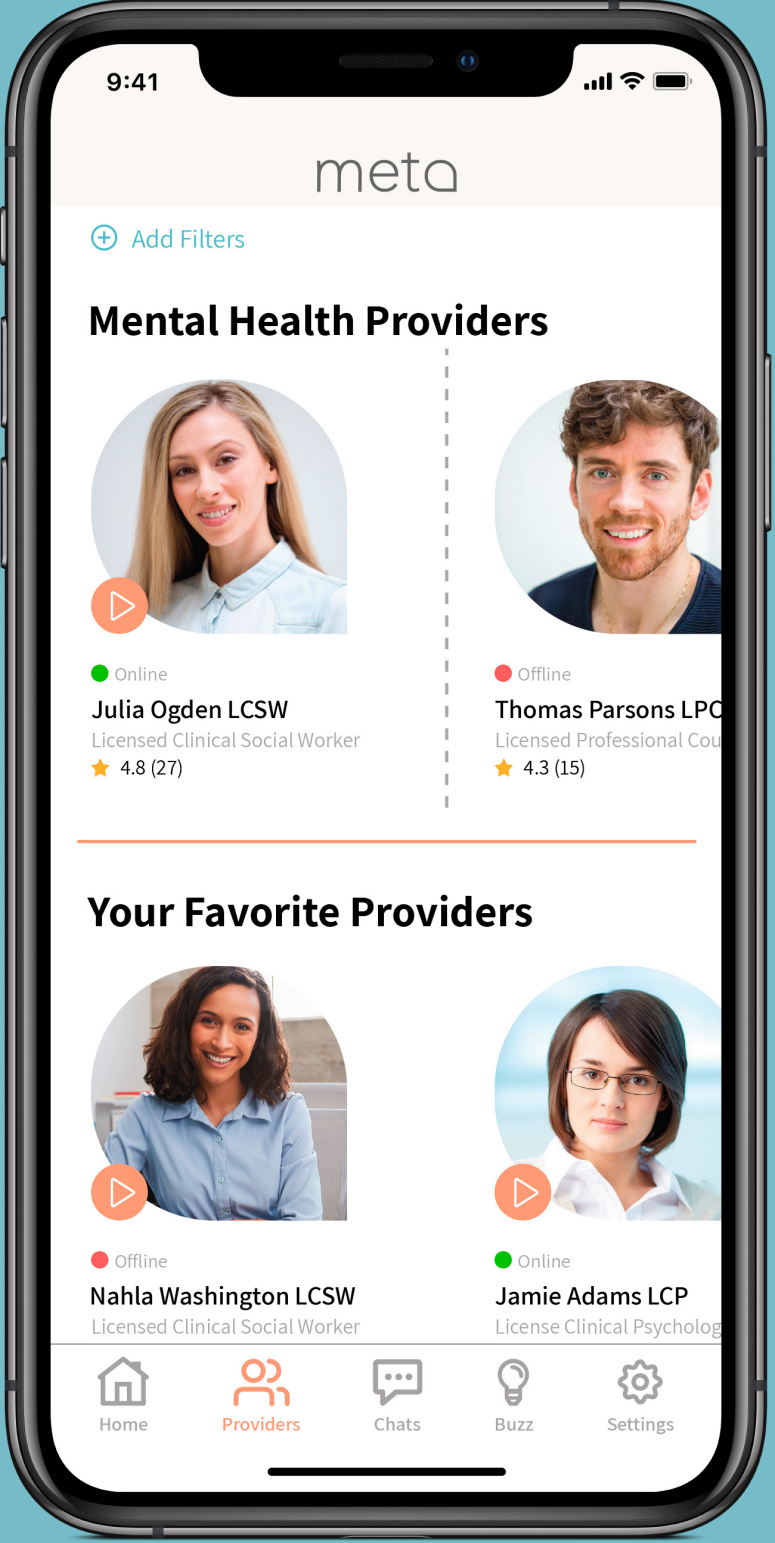 9:41
meta
Add Filters
Mental Health Providers
Online
Julia Ogden LCSW
Licensed Clinical Social Worker
4.8 (27)
Offline
Thomas Parsons LPC
Licensed Professional Cou
4.3 (15)
Your Favorite Providers
Offline
Nahla Washington LCSW
Licensed Clinical Social Worker
Online
Jamie Adams LCP
License Clinical Psycholog
Home
Providers
Chats
Buzz
Settings